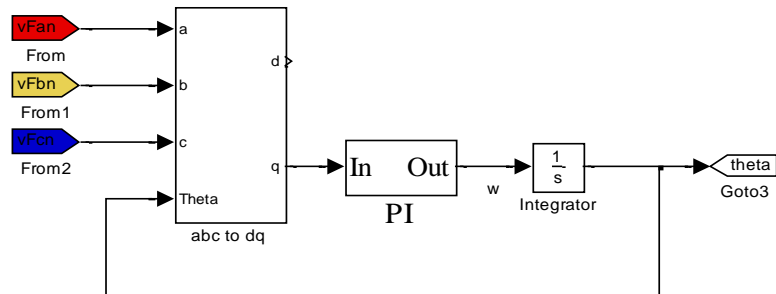 vFan
From
vFbn
From1
vFcn
From2
a
b
c
Theta
d
q
abc to dq
In Out
PI
w
1
s
Integrator
theta
Goto3